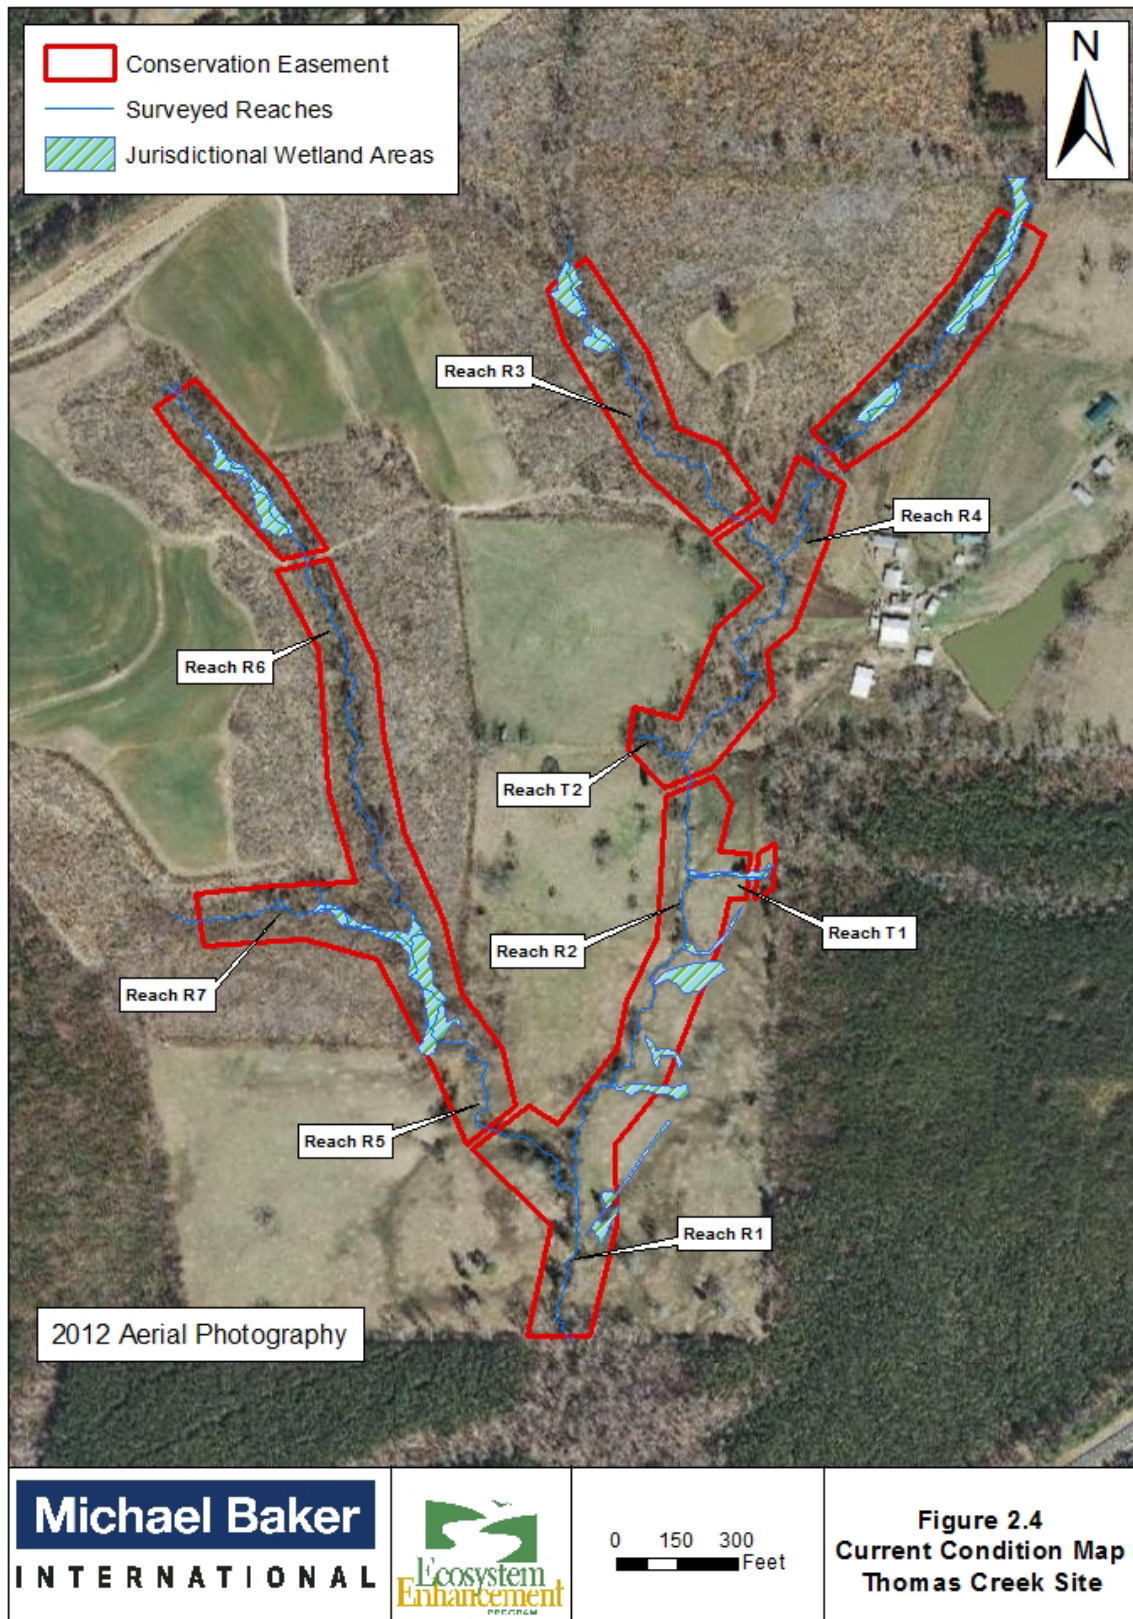 Conservation Easement
Surveyed Reaches
Jurisdictional Wetland Areas
N
Reach R3
Reach R4
Reach R6
Reach T2
Reach T1
Reach R2
Reach R7
Reach R5
Reach R1
2012 Aerial Photography
Michael Baker
INTERNATIONAL
Ecosystem
Enhancement
PROGRAM
0 150 300
Feet
Figure 2.4
Current Condition Map
Thomas Creek Site